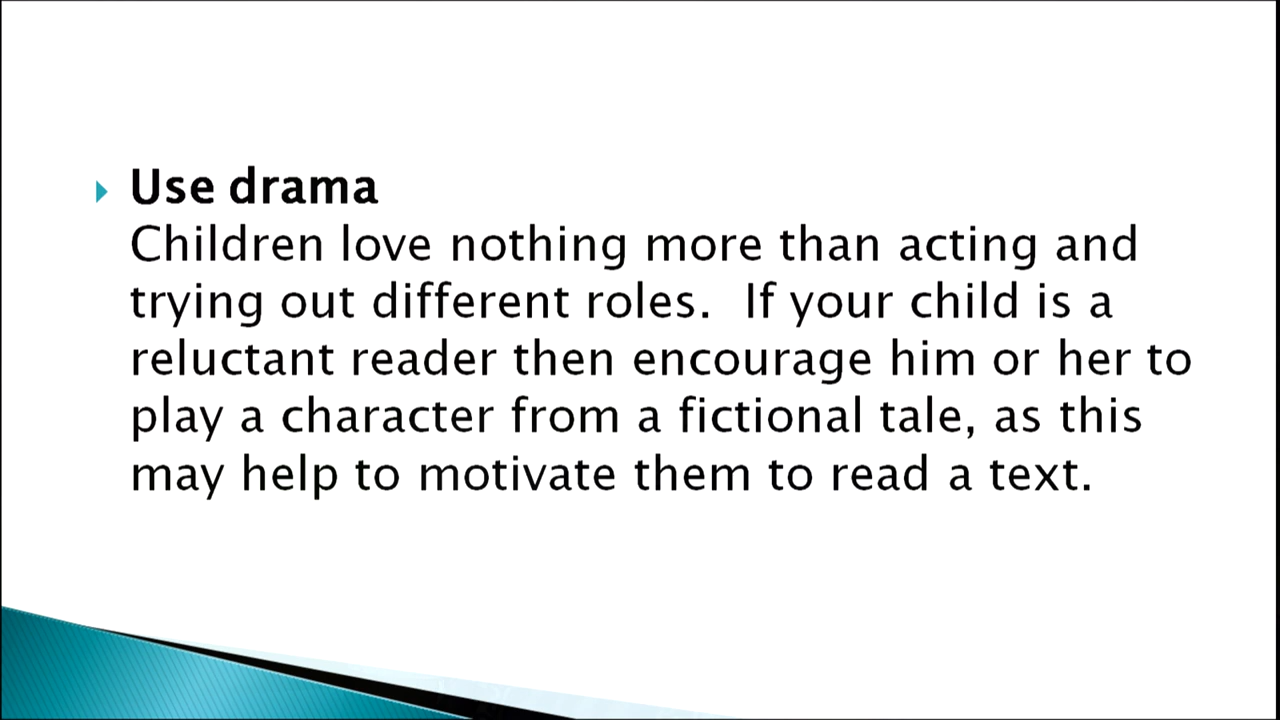 Use drama
Children love nothing more than acting and
trying out different roles.  If your child is a
reluctant reader then encourage him or her to
play a character from a fictional tale, as this
may help to motivate them to read a text.